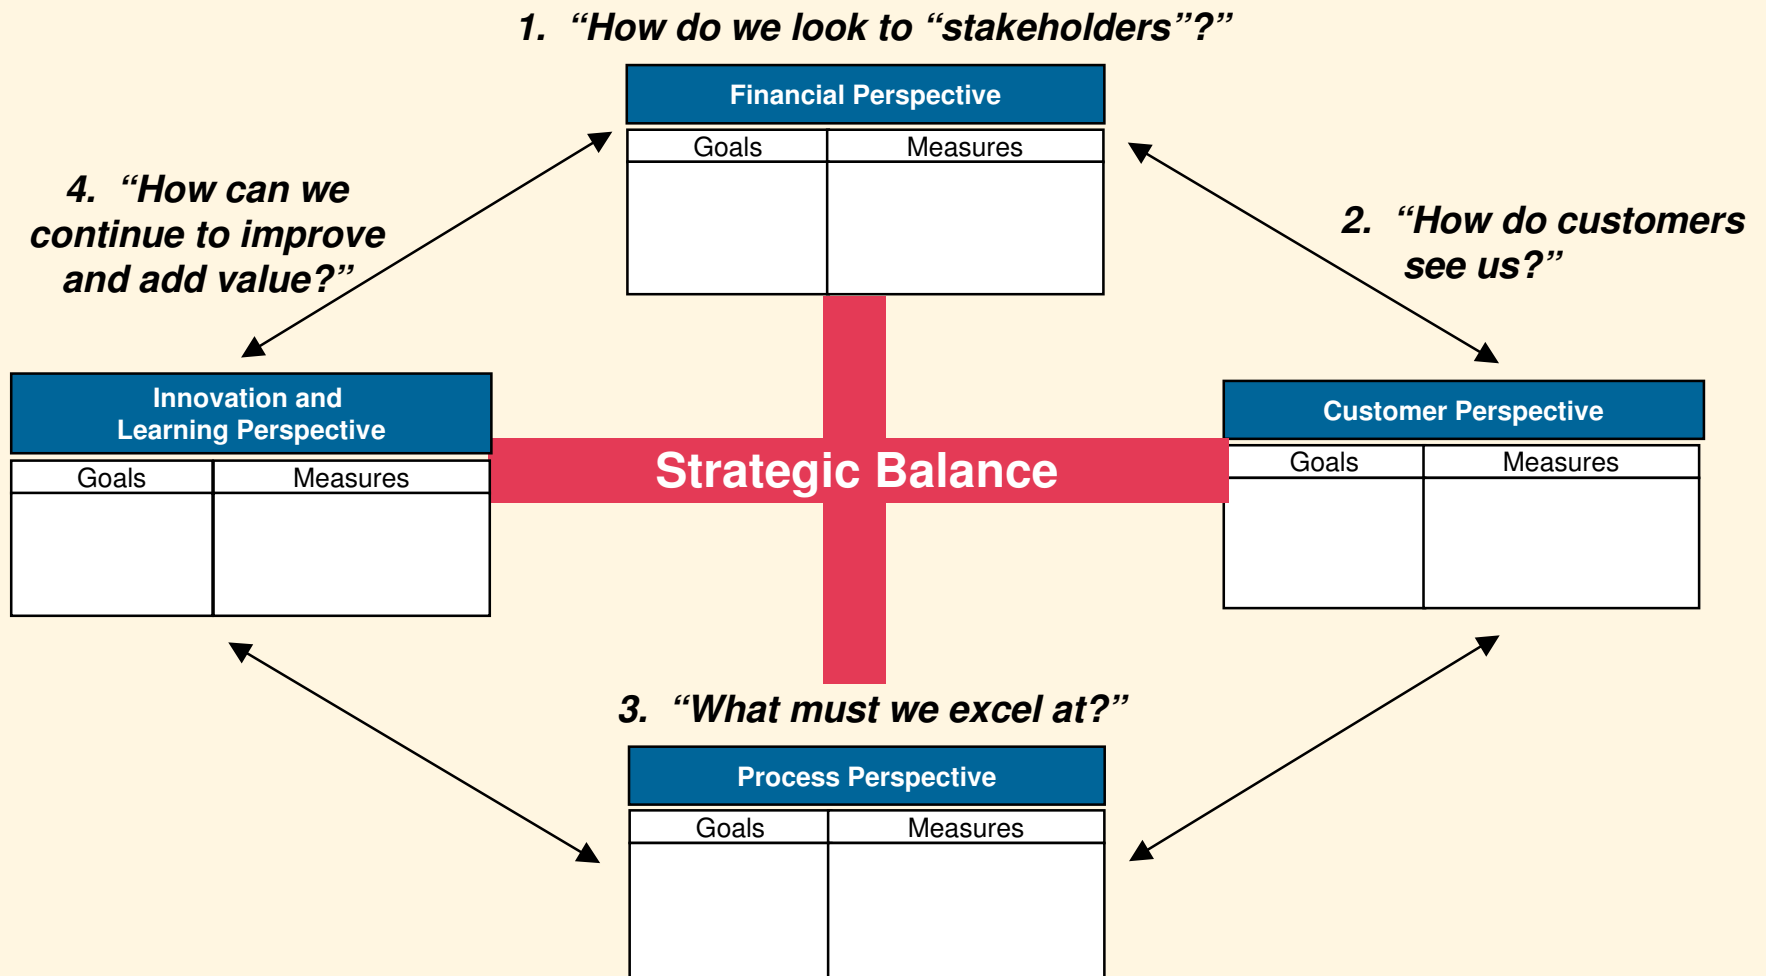 1. “How do we look to “stakeholders”?”
Financial Perspective
Goals Measures
4. “How can we
continue to improve
and add value?”
2. “How do customers
see us?”
Innovation and
Learning Perspective
Goals Measures
Strategic Balance
Customer Perspective
Goals Measures
3. “What must we excel at?”
Process Perspective
Goals Measures